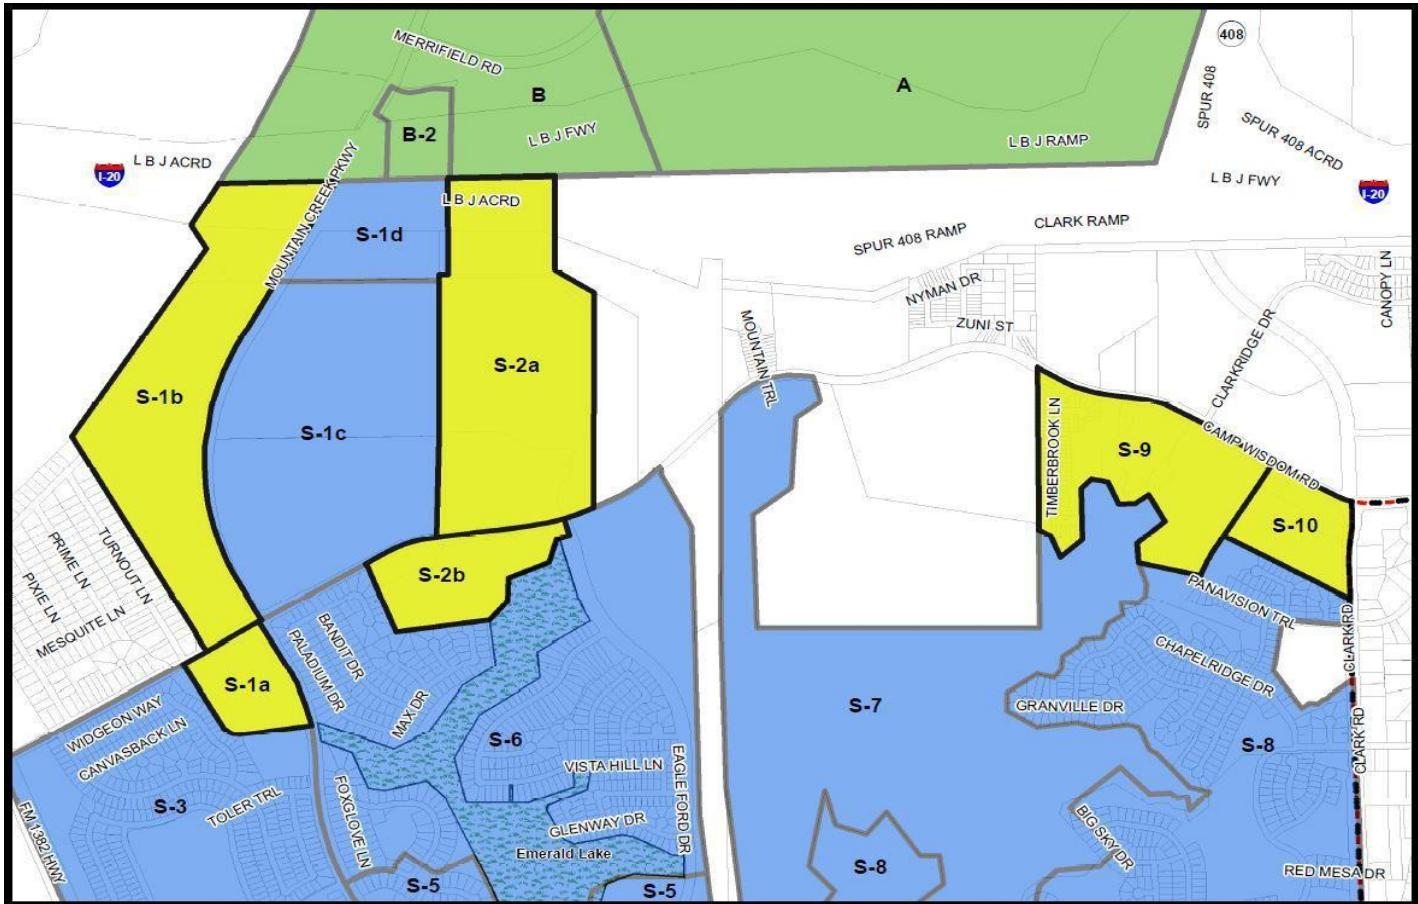 408
MERRIFIELD RD
SPUR 408
A
B
SPUR 408 ACRD
B-2
L B J FWY
L B J RAMP
L B J ACRD
I-20
L B J FWY
I-20
MOUNTAIN CREEK PKWY
L B J ACRD
S-1d
CLARK RAMP
SPUR 408 RAMP
CANOPY LN
NYMAN DR
ZUNI ST
MOUNTAIN TRL
CLARKRIDGE DR
S-2a
S-1b
S-1c
TIMBERBROOK LN
S-9
CAMP WISDOM RD
S-10
TURNOUT LN
PRIME LN
PIXIE LN
MESQUITE LN
S-2b
PANAVISION TRL
BANDIT DR
PALADIUM DR
CLARK RD
CHAPELRIDGE DR
S-1a
MAX DR
S-7
GRANVILLE DR
WIDGEON WAY
CANVASBACK LN
S-6
S-8
CLARK RD
VISTA HILL LN
EAGLE FORD DR
S-3
TOLER TRL
FOXGLOVE LN
GLENWAY DR
BIG SKY DR
FM 1382 HWY
Emerald Lake
S-8
RED MESA DR
S-5
S-5